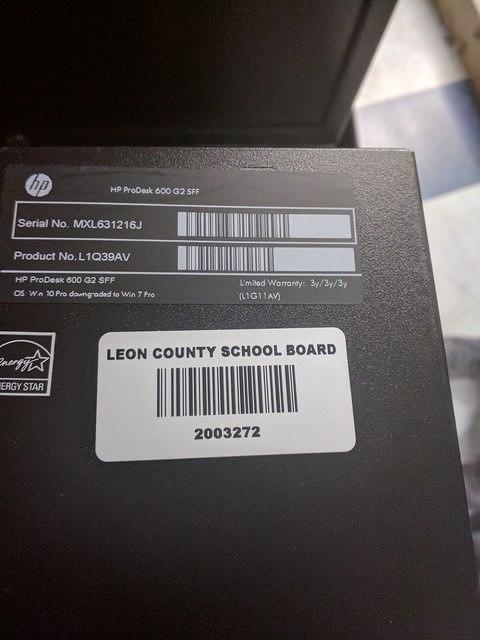 hp
HP ProDesk 600 G2 SFF
Serial No. MXL631216J
Product No. L1Q39AV
HP ProDesk 600 G2 SFF
Limited Warranty: 3y/3y/3y
OS Win 10 Pro downgraded to Win 7 Pro
(L1G11AV)
energy
ENERGY STAR
LEON COUNTY SCHOOL BOARD
2003272